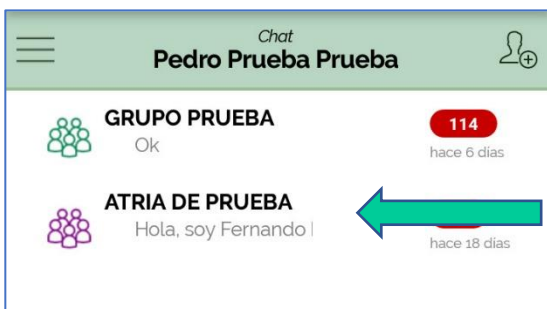 Chat
Pedro Prueba Prueba
GRUPO PRUEBA
114
Ok
hace 6 días
ATRIA DE PRUEBA
Hola, soy Fernando
hace 18 días